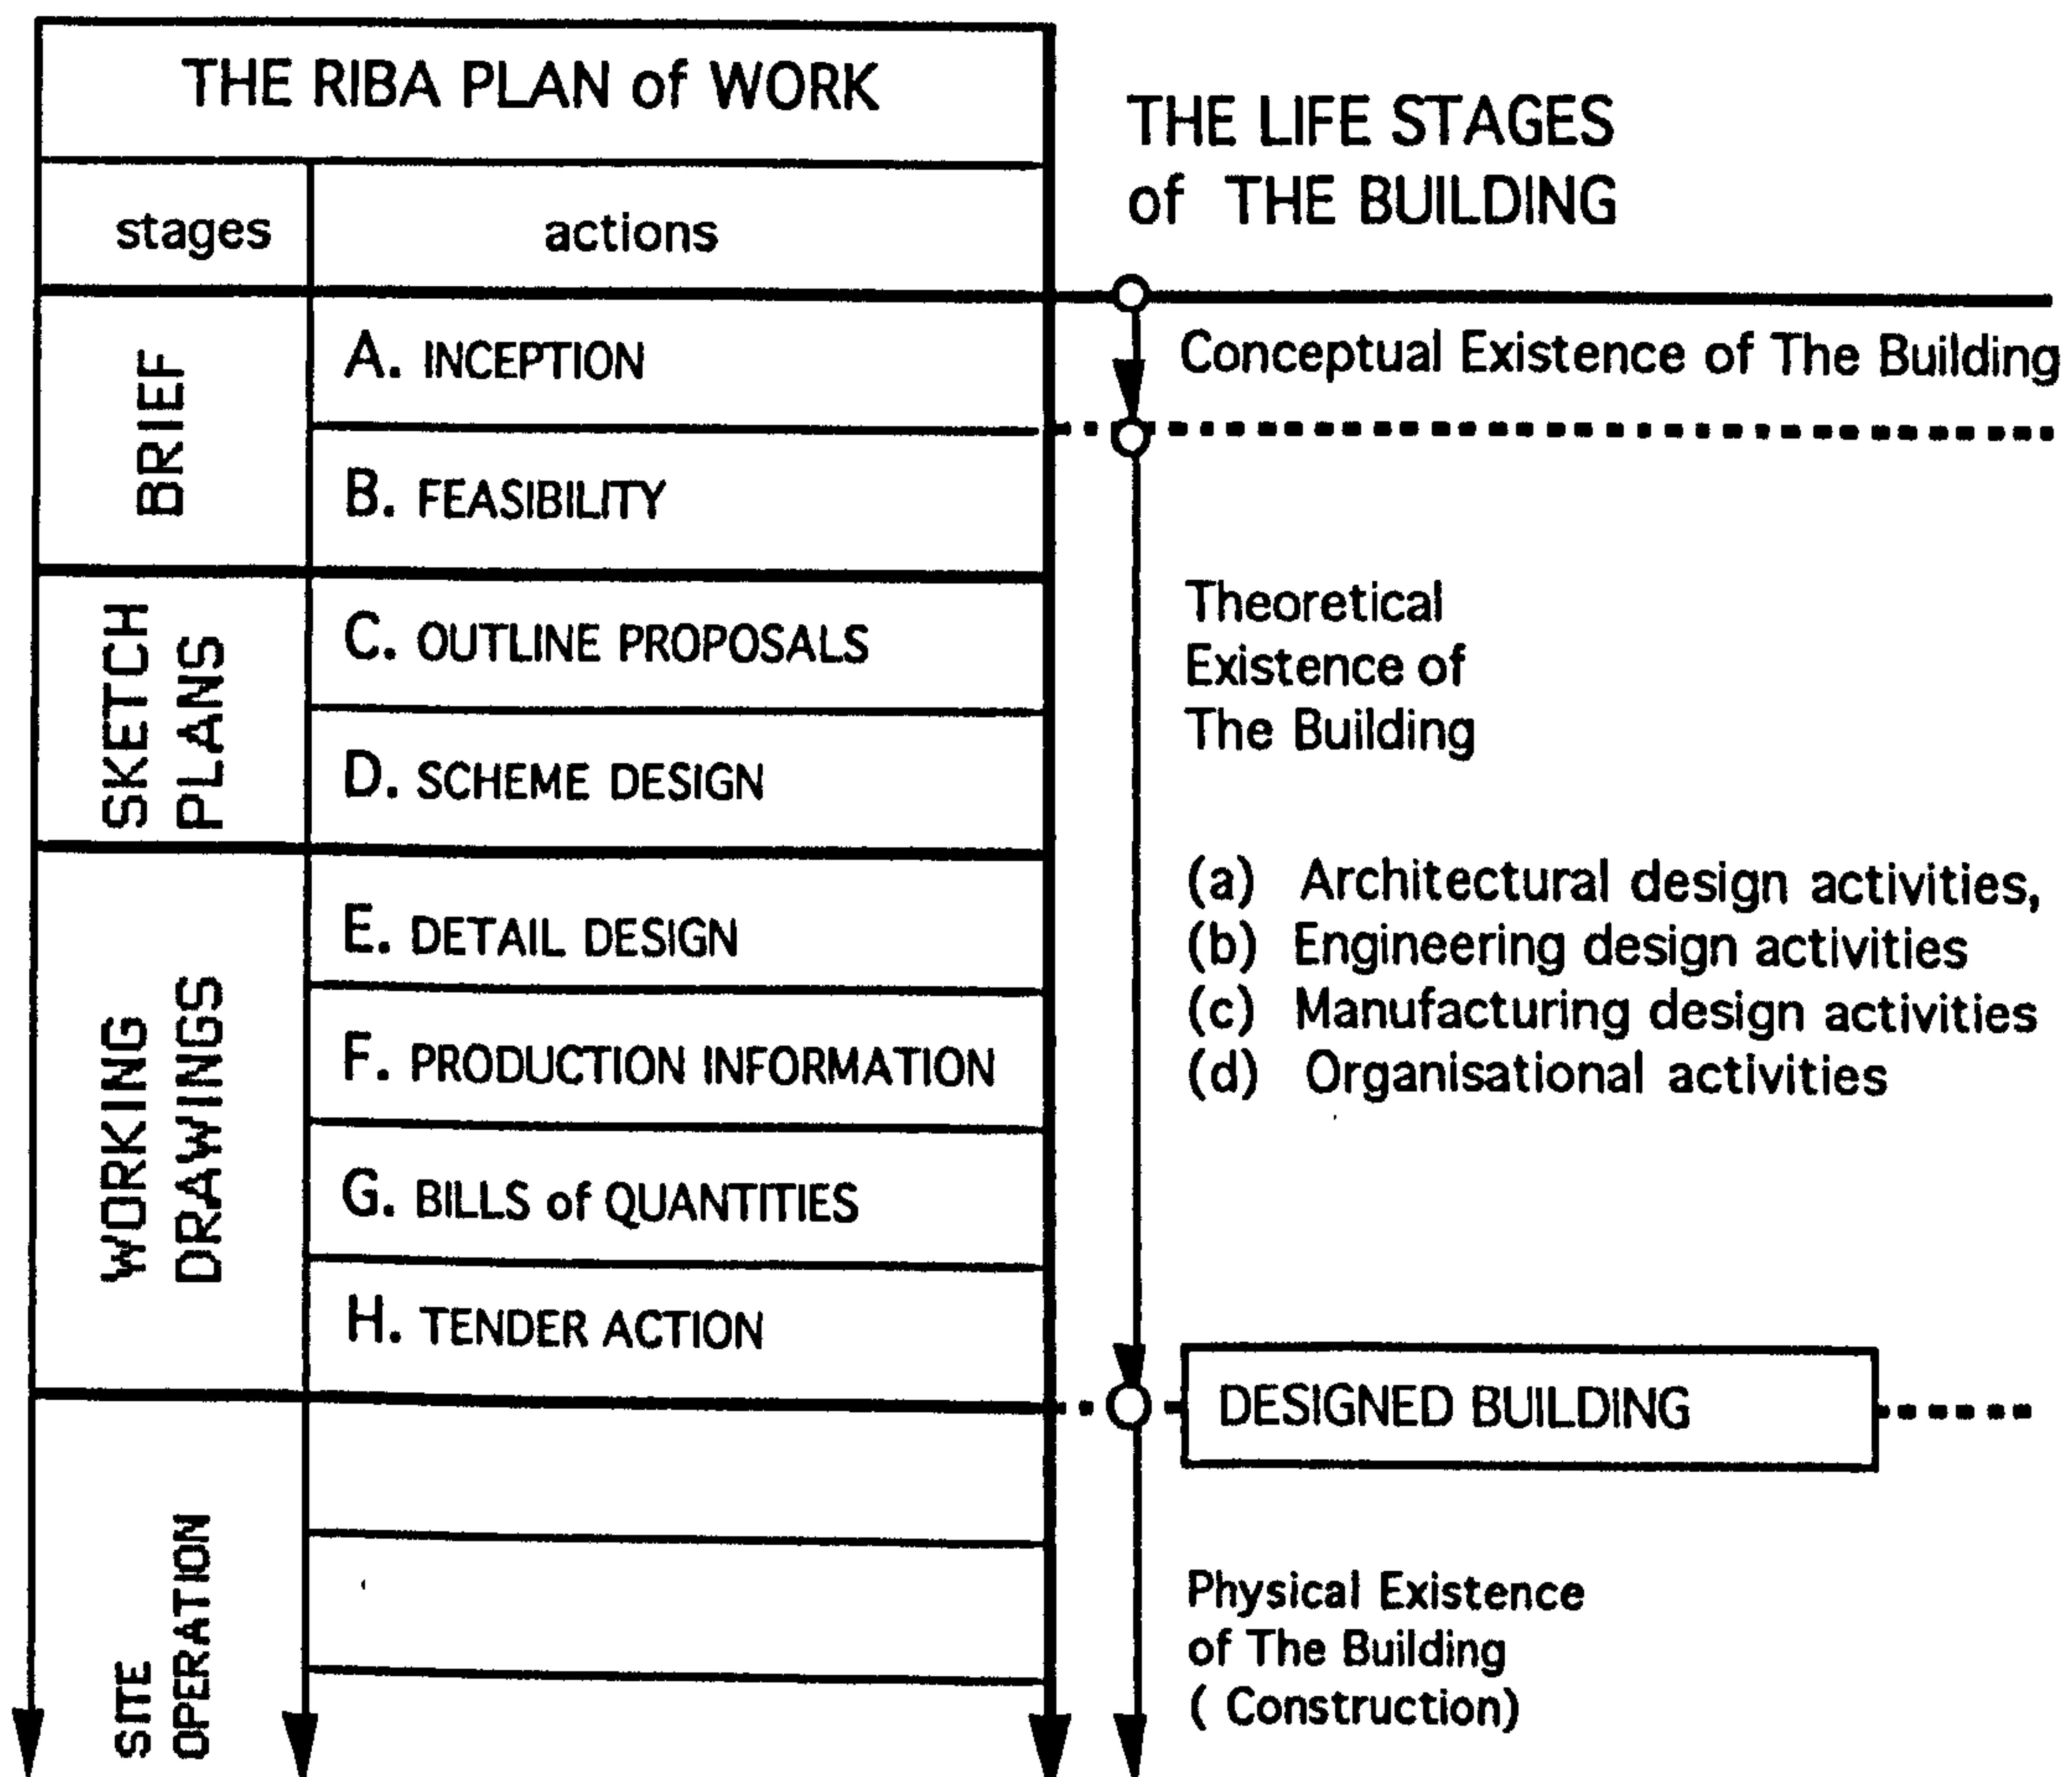 THE RIBA PLAN of WORK
stages
actions
BRIEF
A. INCEPTION
B. FEASIBILITY
SKETCH
PLANS
C. OUTLINE PROPOSALS
D. SCHEME DESIGN
WORKING
DRAWINGS
E. DETAIL DESIGN
F. PRODUCTION INFORMATION
G. BILLS of QUANTITIES
H. TENDER ACTION
SITE
OPERATION
THE LIFE STAGES
of THE BUILDING
Conceptual Existence of The Building
Theoretical
Existence of
The Building
(a) Architectural design activities,
(b) Engineering design activities
(c) Manufacturing design activities
(d) Organisational activities
DESIGNED BUILDING
Physical Existence
of The Building
( Construction)